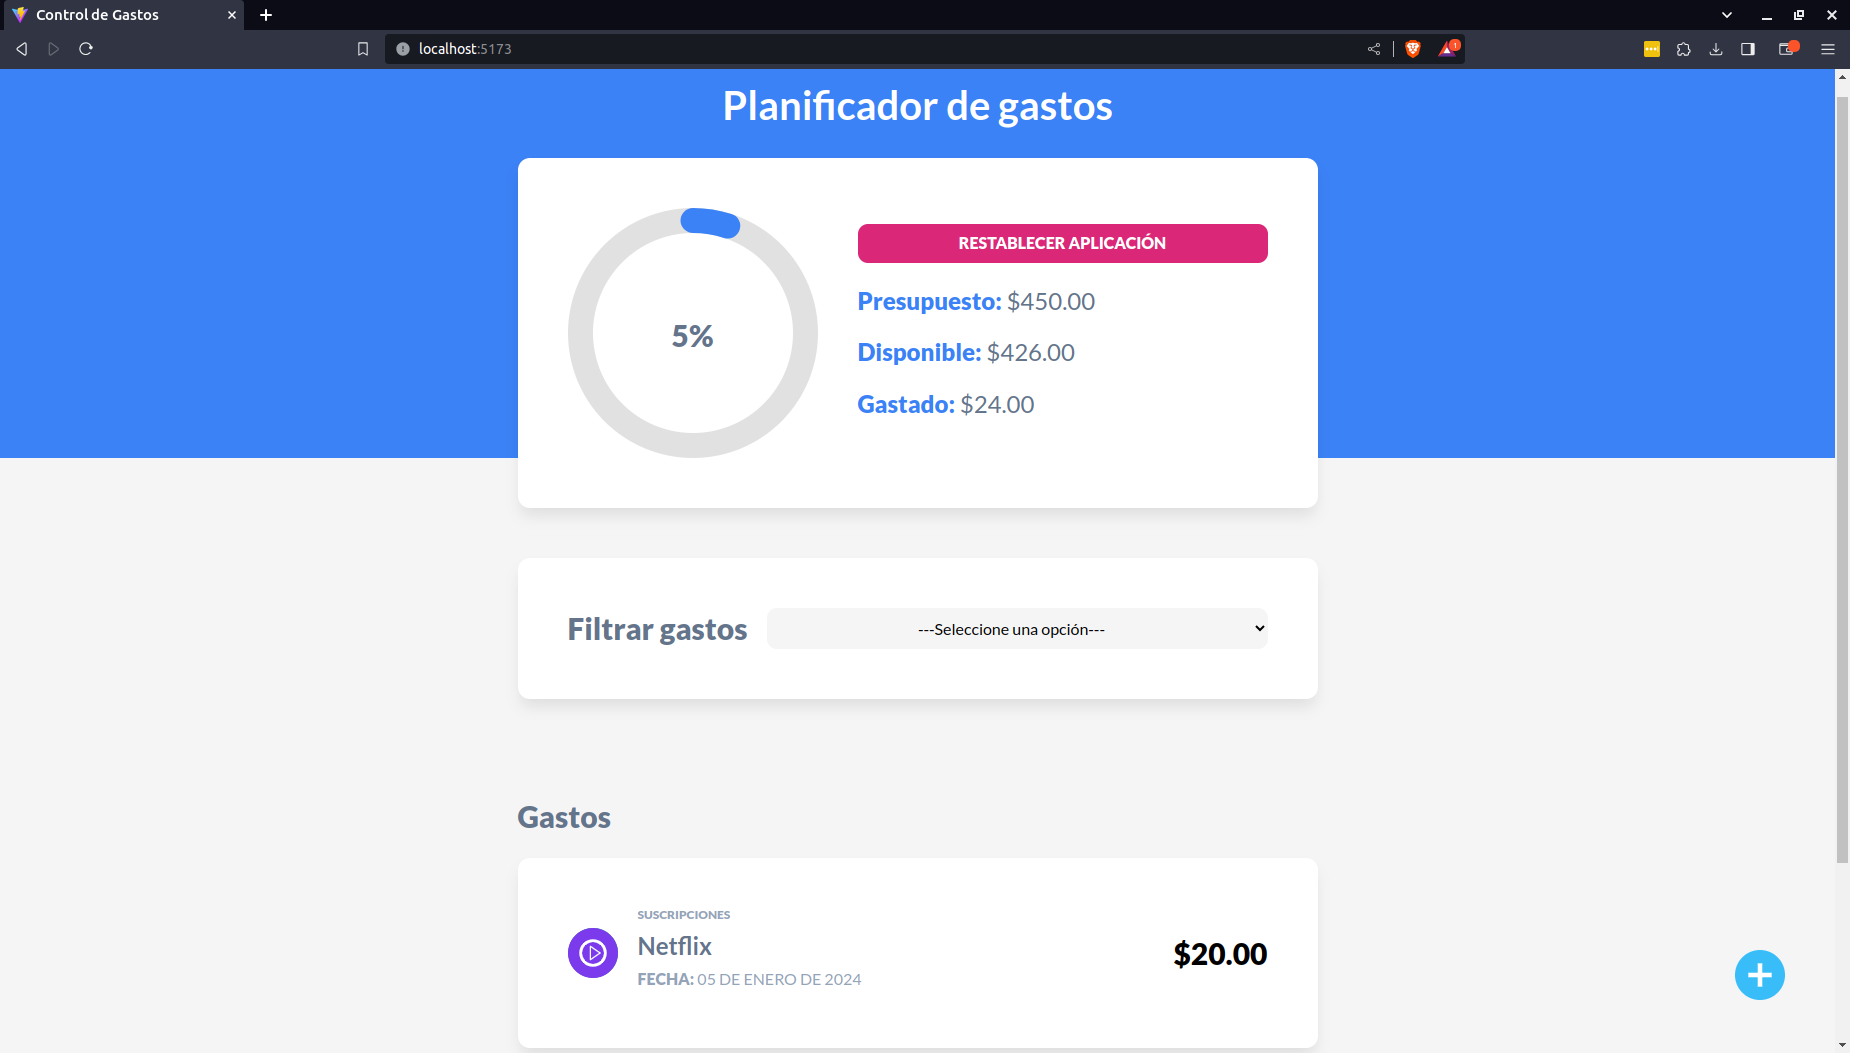 Control de Gastos
localhost:5173
1
Planificador de gastos
5%
RESTABLECER APLICACIÓN
Presupuesto: $450.00
Disponible: $426.00
Gastado: $24.00
Filtrar gastos
---Seleccione una opción---
Gastos
SUSCRIPCIONES
Netflix
FECHA: 05 DE ENERO DE 2024
$20.00